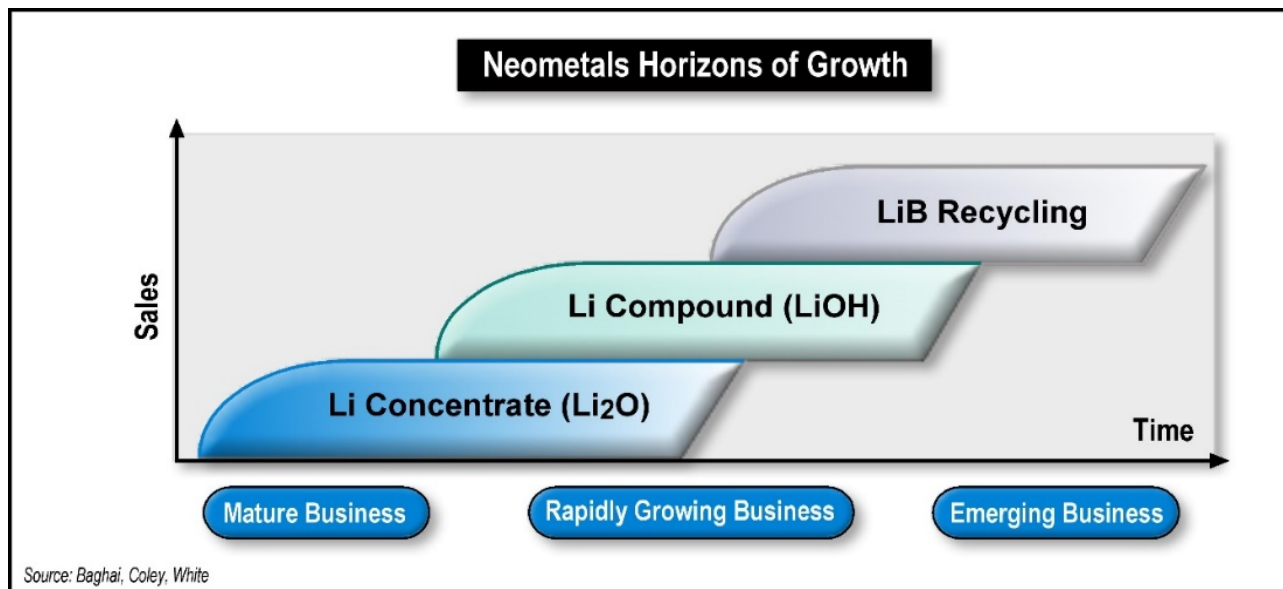 Neometals Horizons of Growth
Sales
LiB Recycling
Li Compound (LiOH)
Li Concentrate (Li2O)
Time
Mature Business
Rapidly Growing Business
Emerging Business
Source: Baghai, Coley, White